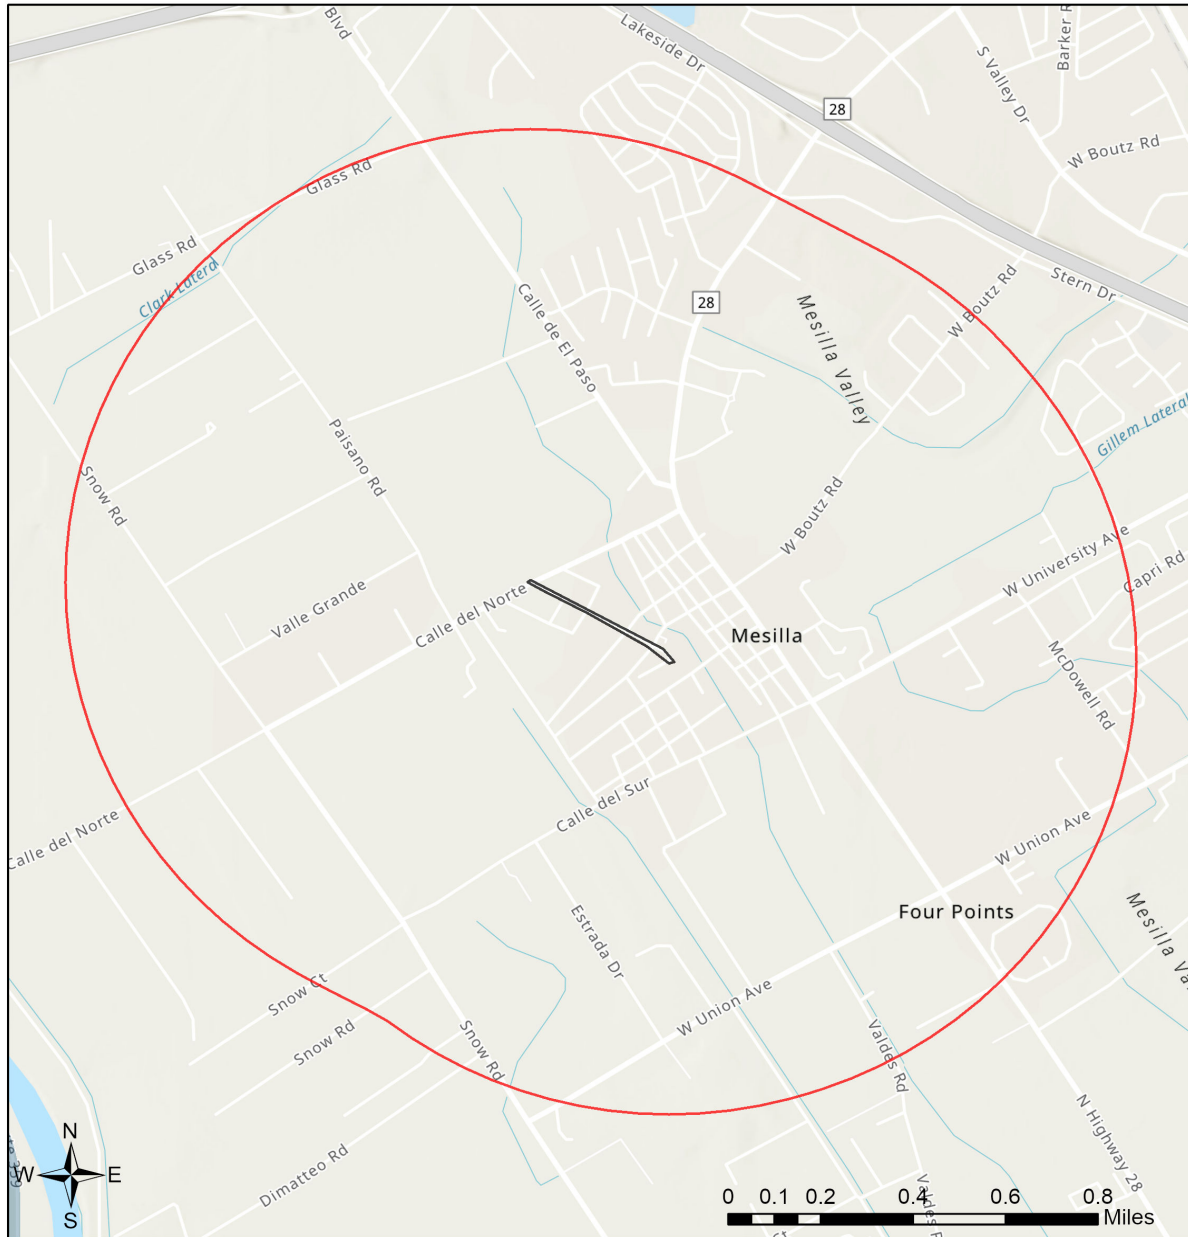 Blvd
Lakeside Dr
S Valley Dr
28
W Boutz Rd
Glass Rd
Glass Rd
Clark Lateral
Stern Dr
W Boutz Rd
Calle de El Paso
28
Mesilla Valley
Gillem Lateral
Paisano Rd
Snow Rd
W Boutz Rd
W University Ave
Capri Rd
Valle Grande
Calle del Norte
Mesilla
McDowell Rd
Calle del Sur
Calle del Norte
W Union Ave
Four Points
Estrada Dr
Snow Ct
W Union Ave
Snow Rd
Snow Rd
Valdes Rd
N Highway 28
Dimatteo Rd
N
W E
S
0 0.1 0.2 0.4 0.6 0.8
Miles